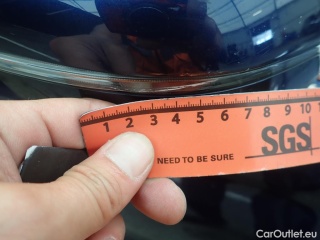 1 2 3 4 5 6 7 8 9 10
NEED TO BE SURE SGS
CarOutlet.eu